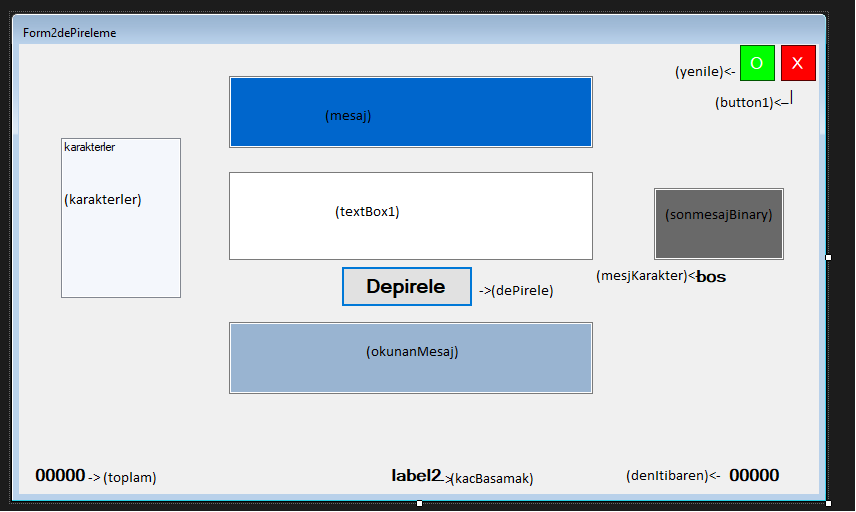 Form2dePireleme
(yenile)<- O X
(button1)<-
(mesaj)
karakterler
(karakterler)
(textBox1)
(sonmesajBinary)
(mesjKarakter)<- bos
Depirele ->(dePirele)
(okunanMesaj)
00000 -> (toplam)
label2 ->(kacBasamak)
(denItibaren)<- 00000